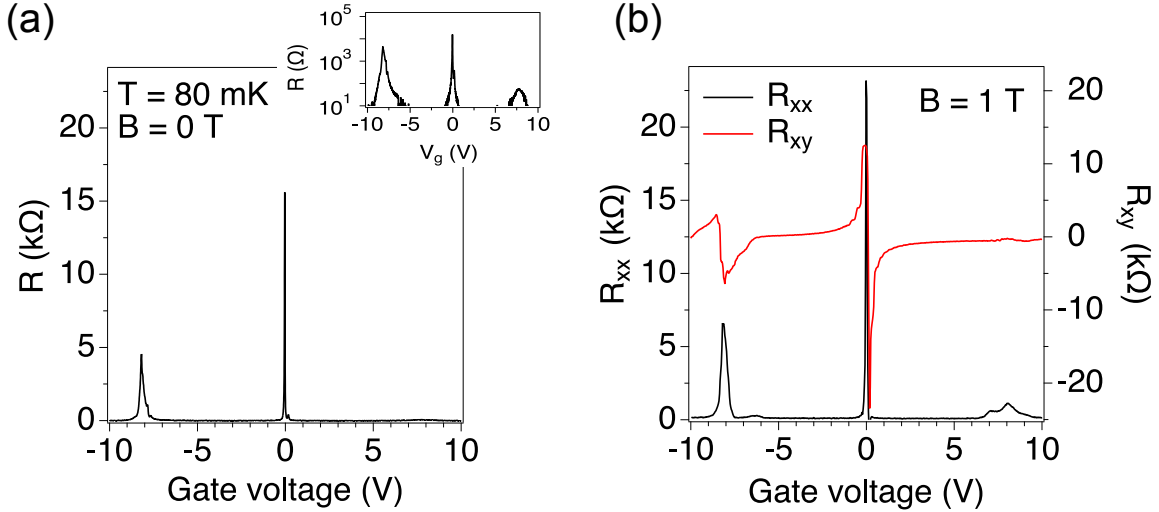 (a)
T = 80 mK
B = 0 T
R (kΩ)
20
15
10
5
0
-10 -5 0 5 10
Gate voltage (V)
R (Ω)
10^5
10^3
10^1
-10 -5 0 5 10
V_g (V)
(b)
R_xx
R_xy
B = 1 T
R_xx (kΩ)
20
15
10
5
0
R_xy (kΩ)
20
10
0
-10
-20
-10 -5 0 5 10
Gate voltage (V)